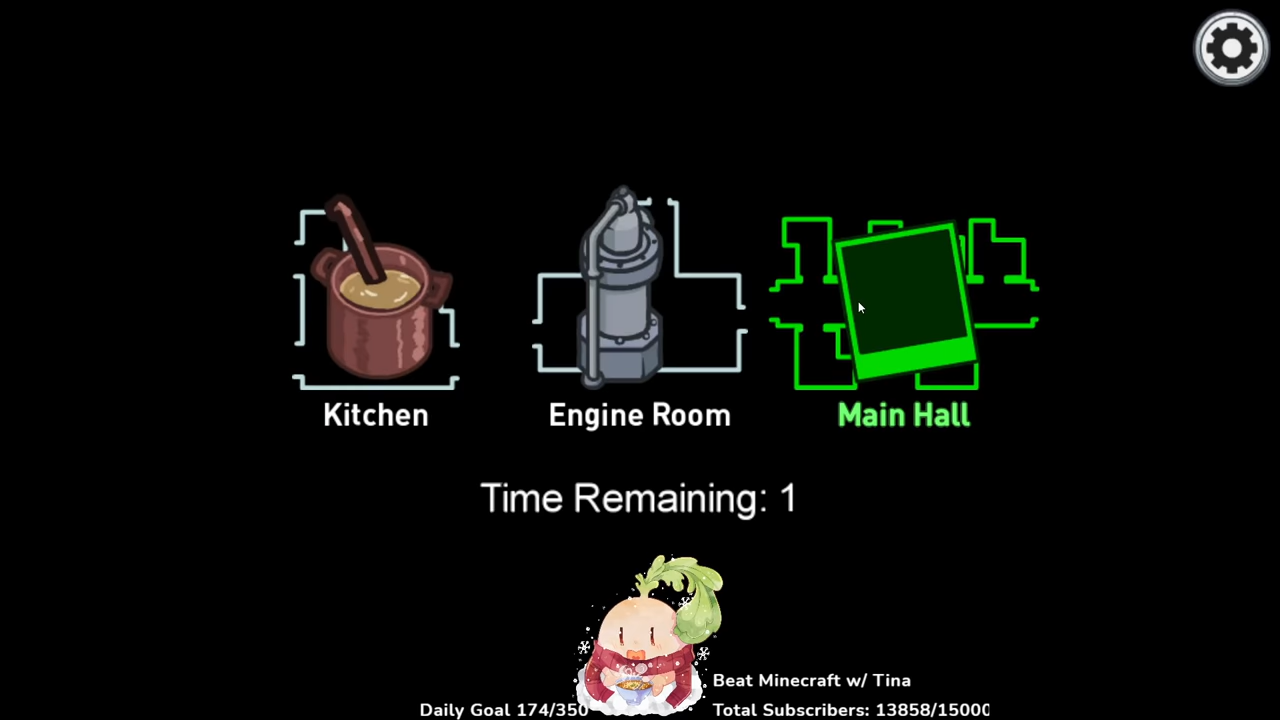 Kitchen
Engine Room
Main Hall
Time Remaining: 1
Beat Minecraft w/ Tina
Daily Goal 174/350
Total Subscribers: 13858/15000